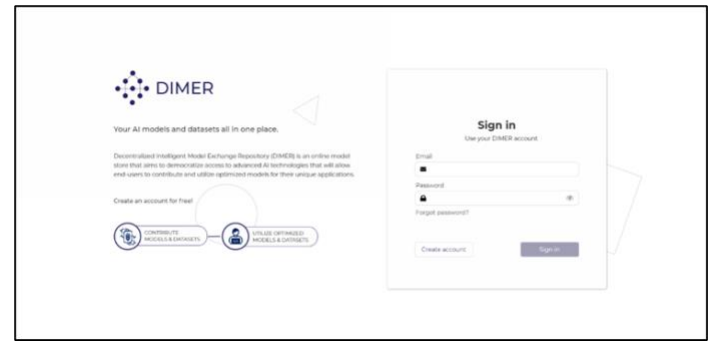 DIMER
Your AI models and datasets all in one place.
Decentralized Intelligent Model Exchange Repository (DIMER) is an online model
store that aims to democratize access to advanced AI technologies that will allow
end-users to contribute and utilize optimized models for their unique applications.
Create an account for free!
CONTRIBUTE
MODELS & DATASETS
UTILIZE OPTIMIZED
MODELS & DATASETS
Sign in
Use your DIMER account
Email
Password
Forgot password?
Create account
Sign in